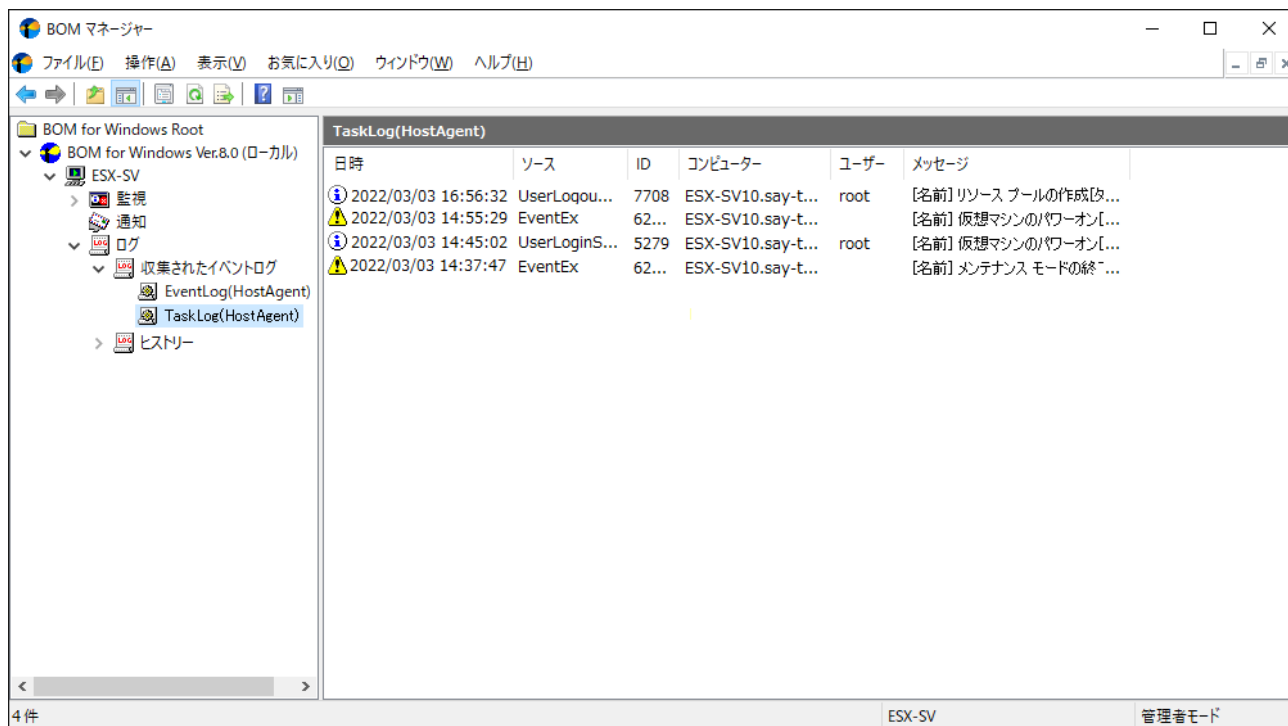 BOM マネージャー
ファイル(F) 操作(A) 表示(V) お気に入り(O) ウィンドウ(W) ヘルプ(H)
BOM for Windows Root
BOM for Windows Ver.8.0 (ローカル)
ESX-SV
監視
通知
ログ
収集されたイベントログ
EventLog(HostAgent)
TaskLog(HostAgent)
ヒストリー
TaskLog(HostAgent)
日時 ソース ID コンピューター ユーザー メッセージ
2022/03/03 16:56:32 UserLogou... 7708 ESX-SV10.say-t... root [名前] リソース プールの作成[タ...
2022/03/03 14:55:29 EventEx 62... ESX-SV10.say-t... [名前] 仮想マシンのパワーオン[...
2022/03/03 14:45:02 UserLoginS... 5279 ESX-SV10.say-t... root [名前] 仮想マシンのパワーオン[...
2022/03/03 14:37:47 EventEx 62... ESX-SV10.say-t... [名前] メンテナンス モードの終...
4 件 ESX-SV 管理者モード